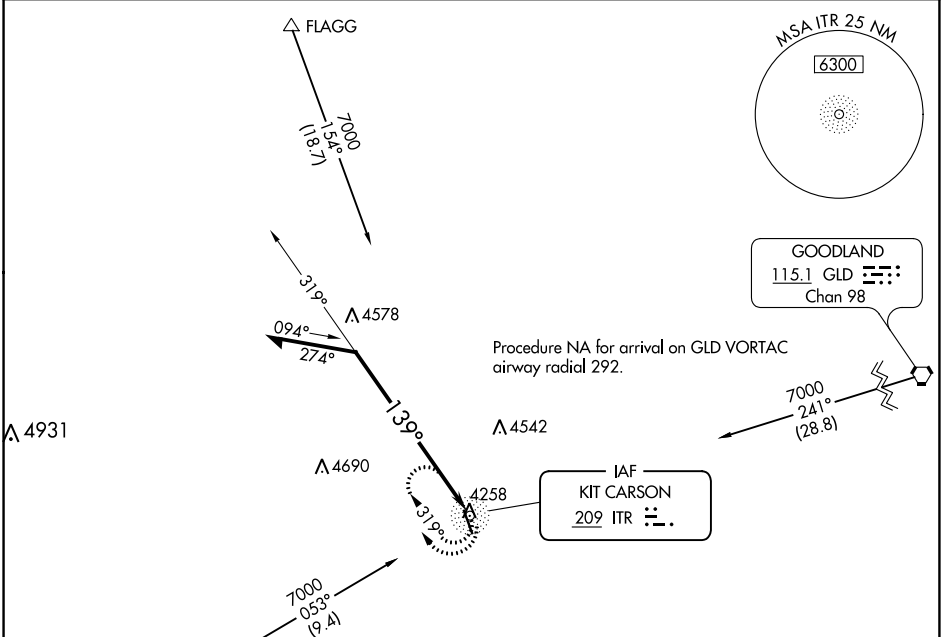 FLAGG
MSA ITR 25 NM
6300
7000
154°
(18.7)
319°
4578
094°
274°
GOODLAND
115.1 GLD
Chan 98
Procedure NA for arrival on GLD VORTAC
airway radial 292.
7000
241°
(28.8)
139°
4931
4542
4690
IAF
KIT CARSON
209 ITR
4258
319°
7000
053°
(9.4)